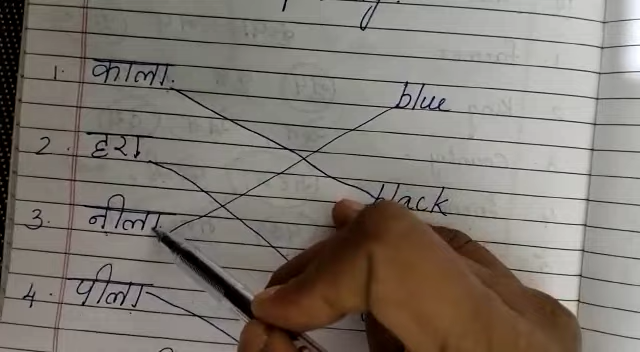 1. काला. blue
2. हरा
black
3. नीला
4. पीला